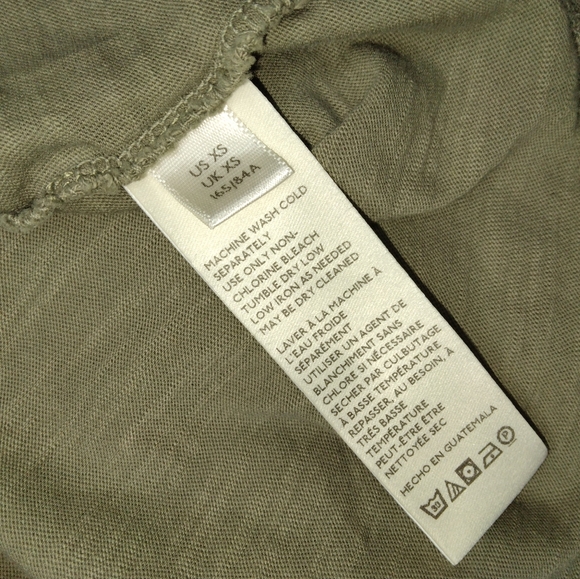 US XS
UK XS
165/84A
MACHINE WASH COLD
SEPARATELY
USE ONLY NON-
CHLORINE BLEACH
TUMBLE DRY LOW
LOW IRON AS NEEDED
MAY BE DRY CLEANED
LAVER À LA MACHINE À
L'EAU FROIDE
SÉPARÉMENT
UTILISER UN AGENT DE
BLANCHIMENT SANS
CHLORE SI NÉCESSAIRE
SECHER PAR CULBUTAGE
À BASSE TEMPÉRATURE
REPASSER, AU BESOIN, À
TRÉS BASSE
TEMPÉRATURE
PEUT-ÊTRE ÊTRE
NETTOYÉE SEC
HECHO EN GUATEMALA
30
P